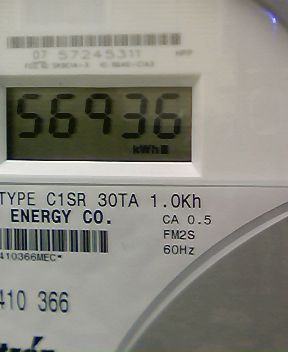 07 57245311
56936
kWh
TYPE C1SR 30TA 1.0Kh
ENERGY CO.
CA 0.5
FM2S
60Hz
410366MEC*
410 366